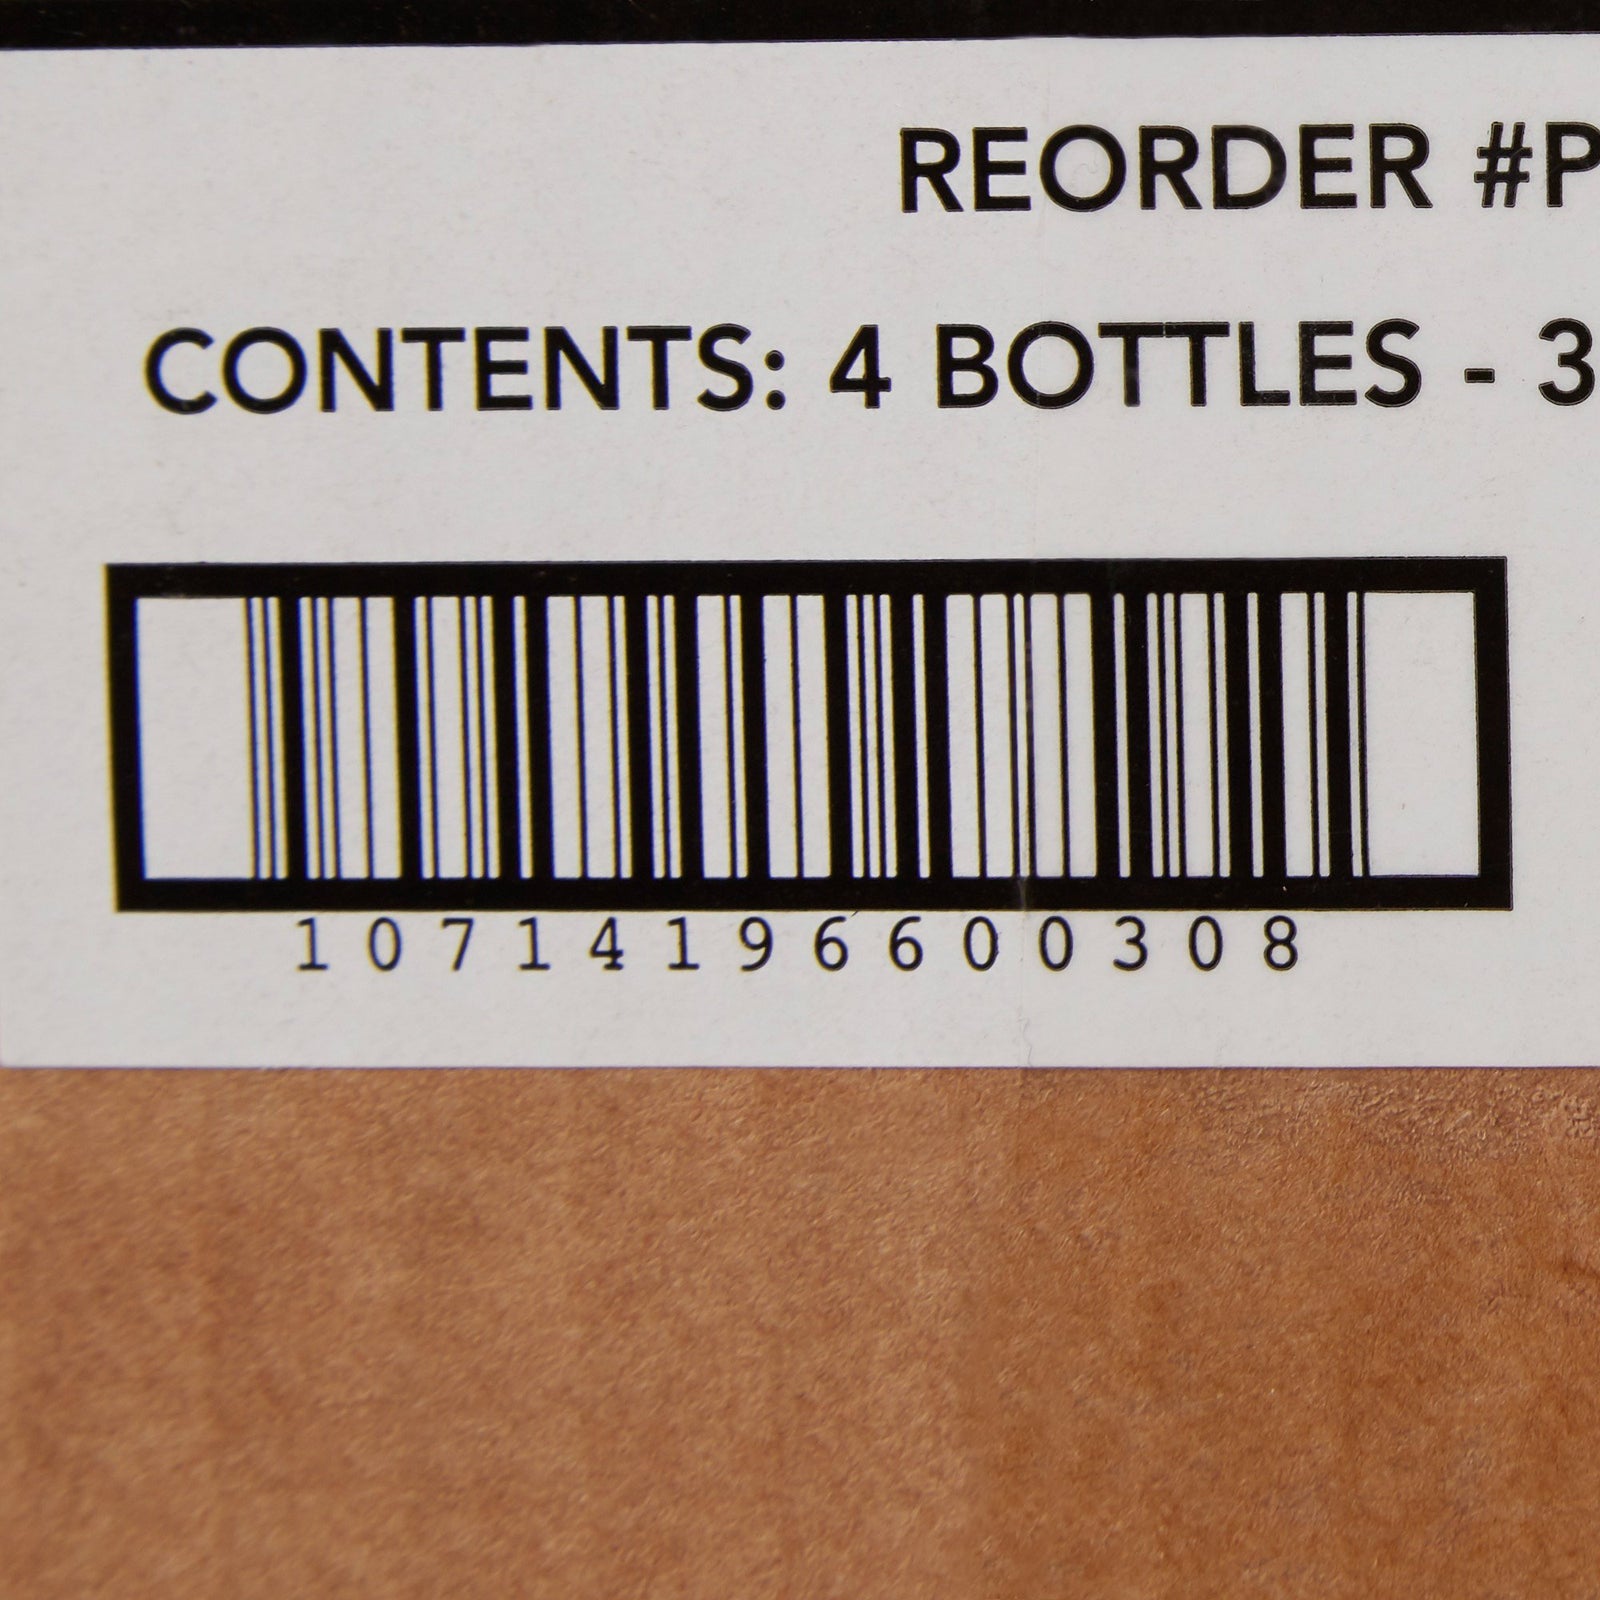 REORDER #P
CONTENTS: 4 BOTTLES - 3
10714196600308